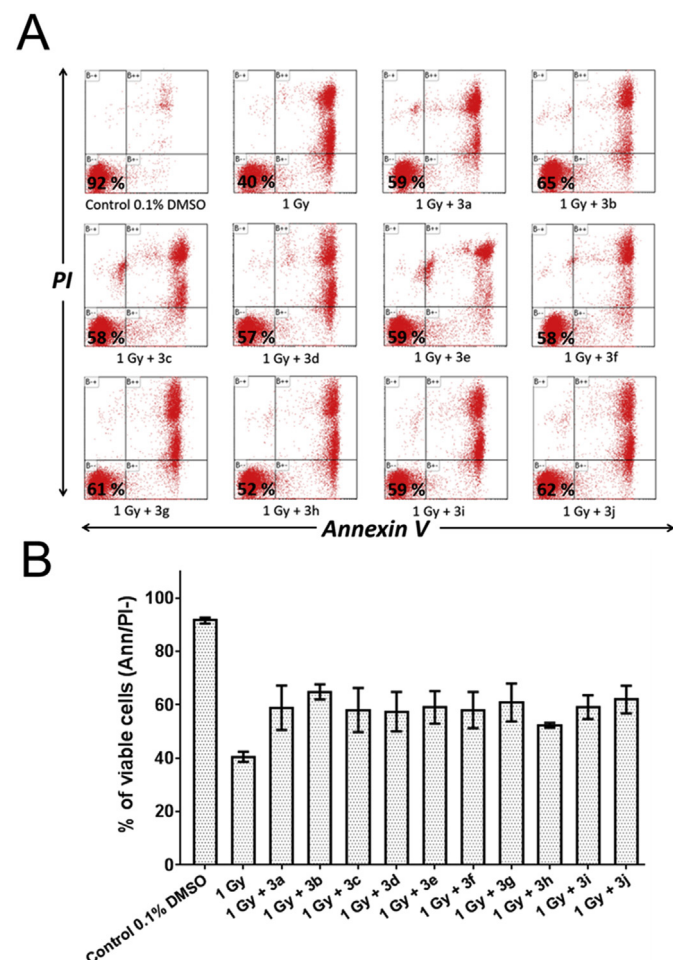 A
B-+ B++ B-+ B++ B-+ B++ B-+ B++
B-- B+- B-- B+- B-- B+- B-- B+-
92 % 40 % 59 % 65 %
Control 0.1% DMSO 1 Gy 1 Gy + 3a 1 Gy + 3b
B-+ B++ B-+ B++ B-+ B++ B-+ B++
PI
B-- B+- B-- B+- B-- B+- B-- B+-
58 % 57 % 59 % 58 %
1 Gy + 3c 1 Gy + 3d 1 Gy + 3e 1 Gy + 3f
B-+ B++ B-+ B++ B-+ B++ B-+ B++
B-- B+- B-- B+- B-- B+- B-- B+-
61 % 52 % 59 % 62 %
1 Gy + 3g 1 Gy + 3h 1 Gy + 3i 1 Gy + 3j
Annexin V
B
% of viable cells (Ann/PI-)
100
80
60
40
20
0
Control 0.1% DMSO
1 Gy
1 Gy + 3a
1 Gy + 3b
1 Gy + 3c
1 Gy + 3d
1 Gy + 3e
1 Gy + 3f
1 Gy + 3g
1 Gy + 3h
1 Gy + 3i
1 Gy + 3j